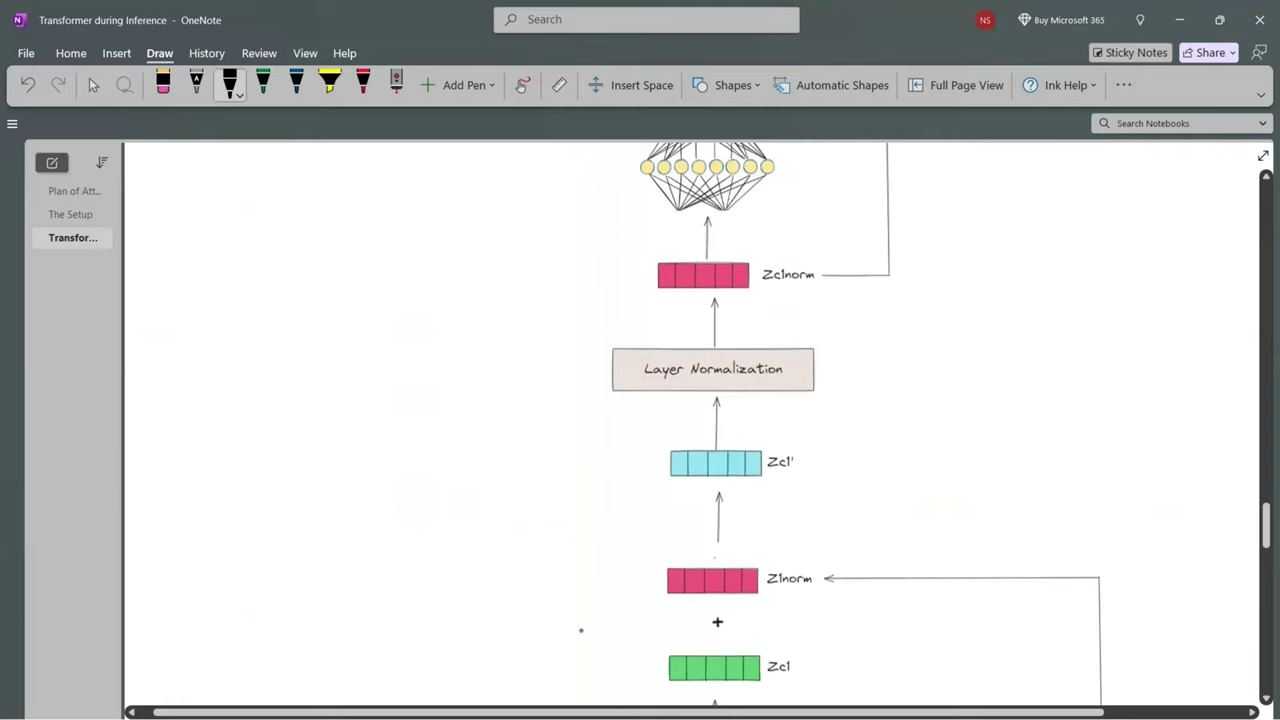 Transformer during Inference - OneNote
Search
NS
Buy Microsoft 365
File Home Insert Draw History Review View Help
Sticky Notes
Share
Add Pen
Insert Space
Shapes
Automatic Shapes
Full Page View
Ink Help
Search Notebooks
Plan of Att...
The Setup
Transfor...
Zc1norm
Layer Normalization
Zc1'
Z1norm
+
Zc1